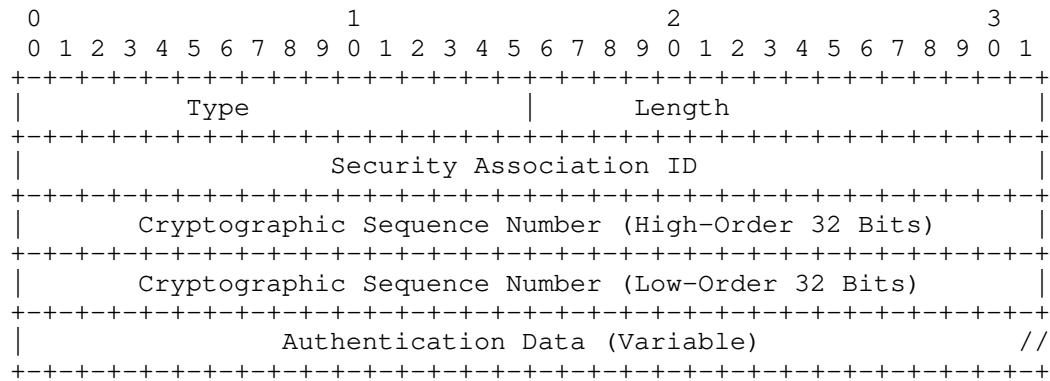 0                   1                   2                   3
0 1 2 3 4 5 6 7 8 9 0 1 2 3 4 5 6 7 8 9 0 1 2 3 4 5 6 7 8 9 0 1
+-+-+-+-+-+-+-+-+-+-+-+-+-+-+-+-+-+-+-+-+-+-+-+-+-+-+-+-+-+-+-+-+
|          Type                 |      Length                   |
+-+-+-+-+-+-+-+-+-+-+-+-+-+-+-+-+-+-+-+-+-+-+-+-+-+-+-+-+-+-+-+-+
|                   Security Association ID                     |
+-+-+-+-+-+-+-+-+-+-+-+-+-+-+-+-+-+-+-+-+-+-+-+-+-+-+-+-+-+-+-+-+
|       Cryptographic Sequence Number (High-Order 32 Bits)      |
+-+-+-+-+-+-+-+-+-+-+-+-+-+-+-+-+-+-+-+-+-+-+-+-+-+-+-+-+-+-+-+-+
|       Cryptographic Sequence Number (Low-Order 32 Bits)       |
+-+-+-+-+-+-+-+-+-+-+-+-+-+-+-+-+-+-+-+-+-+-+-+-+-+-+-+-+-+-+-+-+
|                Authentication Data (Variable)                //
+-+-+-+-+-+-+-+-+-+-+-+-+-+-+-+-+-+-+-+-+-+-+-+-+-+-+-+-+-+-+-+-+